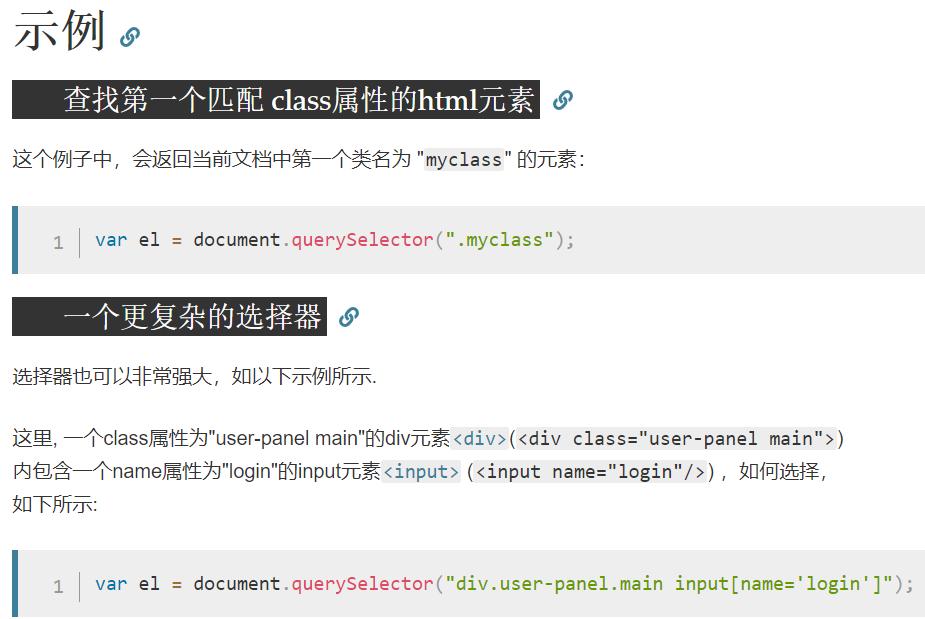 示例
查找第一个匹配 class属性的html元素
这个例子中，会返回当前文档中第一个类名为 "myclass" 的元素：
1 var el = document.querySelector(".myclass");
一个更复杂的选择器
选择器也可以非常强大，如以下示例所示.
这里, 一个class属性为"user-panel main"的div元素<div>(<div class="user-panel main">)
内包含一个name属性为"login"的input元素<input> (<input name="login"/>) ，如何选择，
如下所示:
1 var el = document.querySelector("div.user-panel.main input[name='login']");